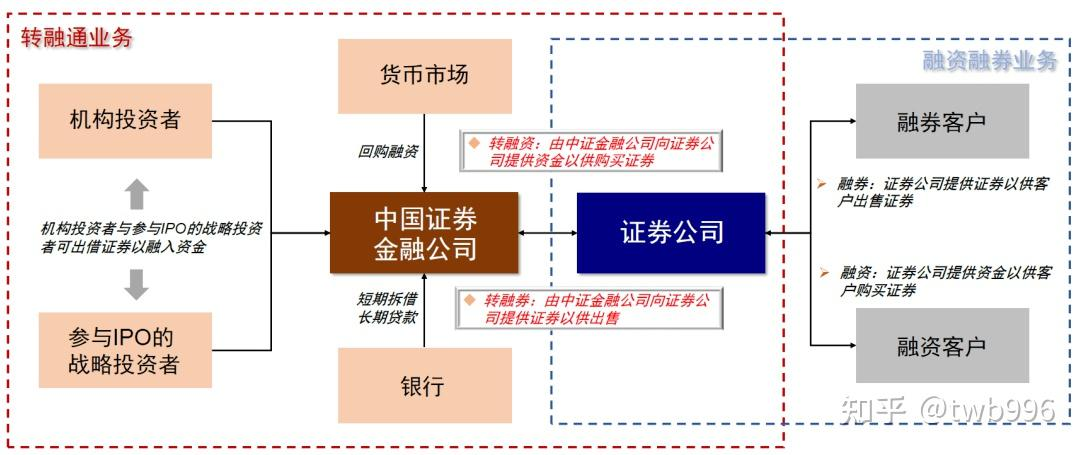 转融通业务
融资融券业务
货币市场
机构投资者
融券客户
回购融资
转融资：由中证金融公司向证券公
司提供资金以供购买证券
融券：证券公司提供证券以供客
户出售证券
机构投资者与参与IPO的战略投资
者可出借证券以融入资金
中国证券
金融公司
证券公司
融资：证券公司提供资金以供客
户购买证券
短期拆借
长期贷款
转融券：由中证金融公司向证券公
司提供证券以供出售
参与IPO的
战略投资者
银行
融资客户
知乎 @twb996